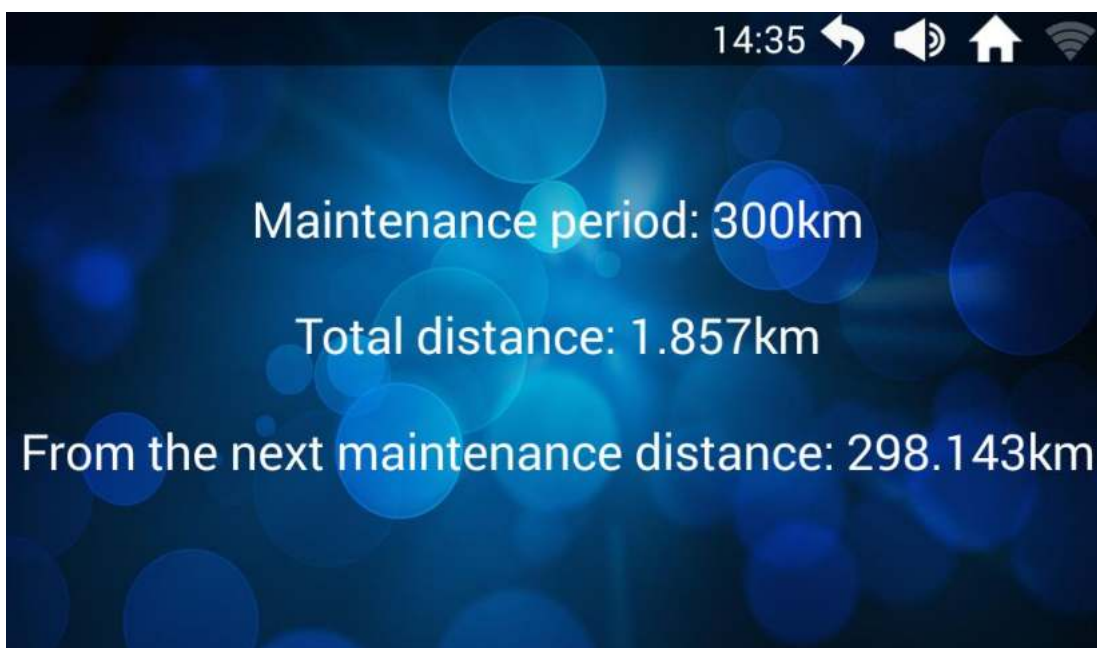 14:35
Maintenance period: 300km
Total distance: 1.857km
From the next maintenance distance: 298.143km